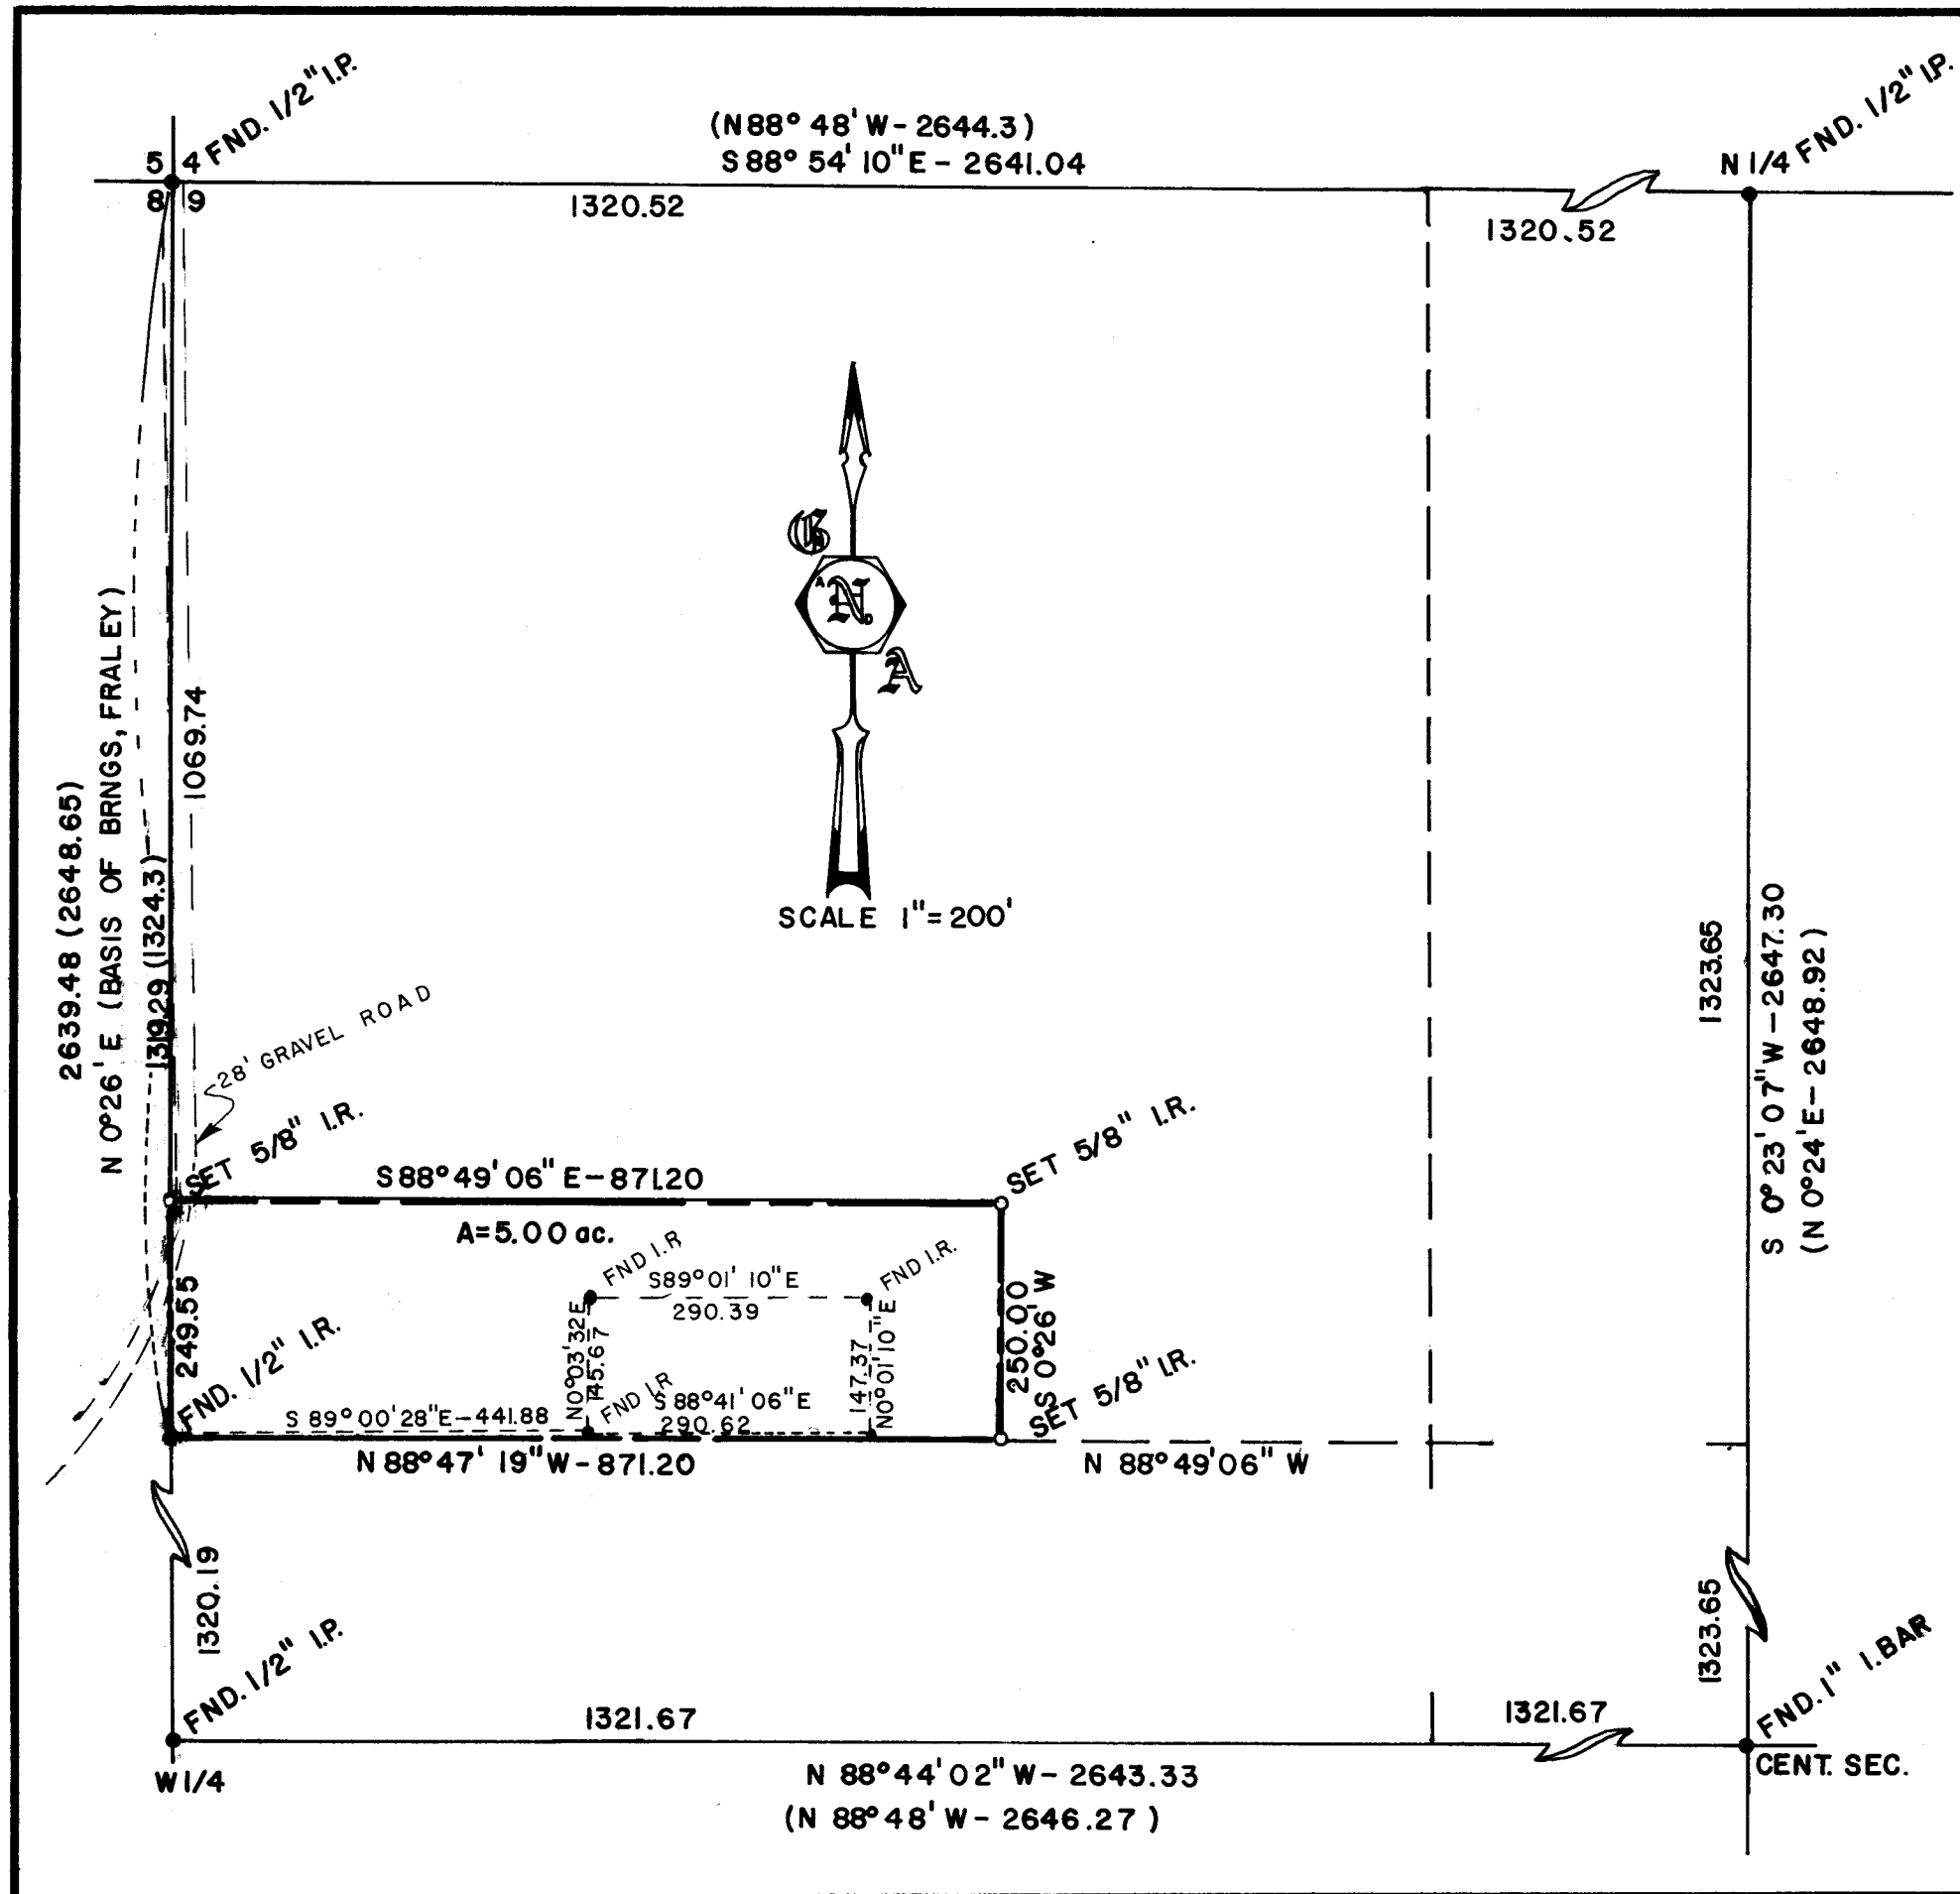 FND. 1/2" I.P.
(N88° 48' W- 2644.3)
S88° 54' 10"E - 2641.04
N 1/4 FND. 1/2" I.P.
5 4
8 9
1320.52
1320.52
2639.48 (2648.65)
N 0°26' E (BASIS OF BRNGS, FRALEY)
1319.29 (1324.3)
1069.74
G
A N D
A
SCALE 1"=200'
28' GRAVEL ROAD
1323.65
S 0° 23' 07"W-2647.30
(N 0°24'E-2648.92)
SET 5/8" I.R.
S88°49'06" E-871.20
SET 5/8" I.R.
A=5.00 ac.
FND I.R
S89°01' 10"E
290.39
FND I.R.
249.55
FND. 1/2" I.R.
N0°03'32E
145.67
FND I.R
S 88°41'06"E
290.62
147.37
N0°01'10"E
250.00
S 0°26' W
SET 5/8" I.R.
S 89°00'28"E-441.88
N 88°47' 19"W-871.20
N 88°49'06" W
1320.19
FND. 1/2" I.P.
W 1/4
1321.67
1321.67
1323.65
FND. 1" I.BAR
CENT. SEC.
N 88°44'02" W- 2643.33
(N 88°48' W- 2646.27 )